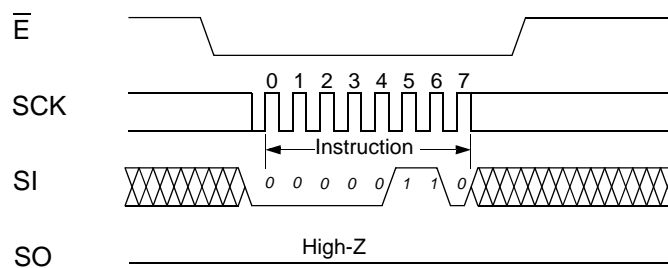 E
0 1 2 3 4 5 6 7
SCK
Instruction
SI 0 0 0 0 0 1 1 0
High-Z
SO